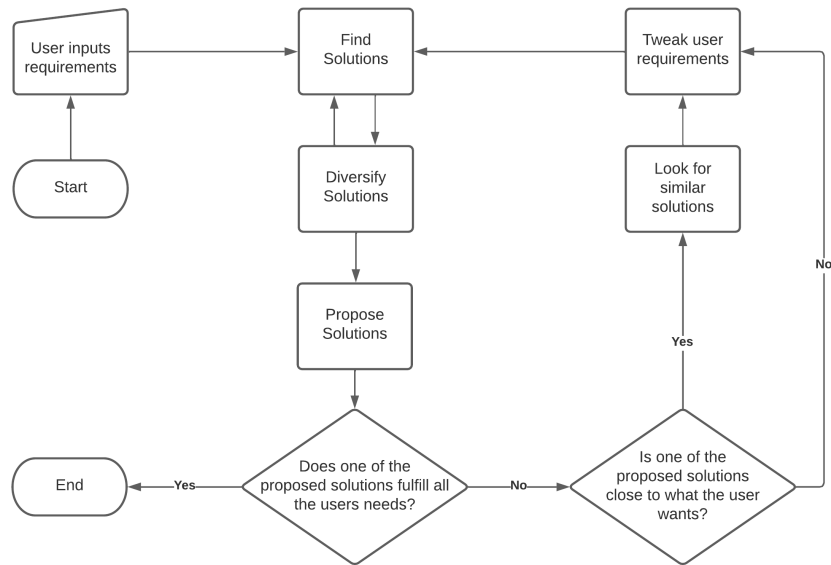 User inputs
requirements
Find
Solutions
Tweak user
requirements
Start
Diversify
Solutions
Look for
similar
solutions
No
Propose
Solutions
Yes
End
Yes
Does one of the
proposed solutions fulfill all
the users needs?
No
Is one of the
proposed solutions
close to what the user
wants?